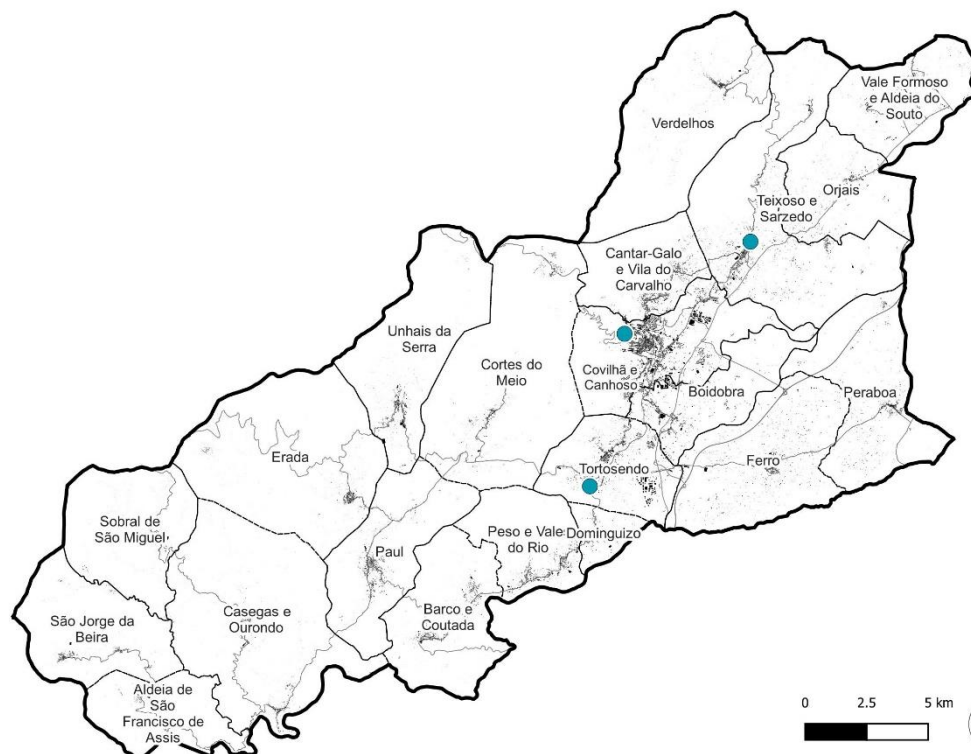 Vale Formoso
e Aldeia do
Souto
Verdelhos
Orjais
Teixoso e
Sarzedo
Cantar-Galo
e Vila do
Carvalho
Unhais da
Serra
Cortes do
Meio
Covilhã e
Canhoso
Boidobra
Peraboa
Erada
Tortosendo
Ferro
Sobral de
São Miguel
Paul
Peso e Vale
do Rio
Dominguizo
Casegas e
Ourondo
Barco e
Coutada
São Jorge da
Beira
Aldeia de
São
Francisco de
Assis
0 2.5 5 km